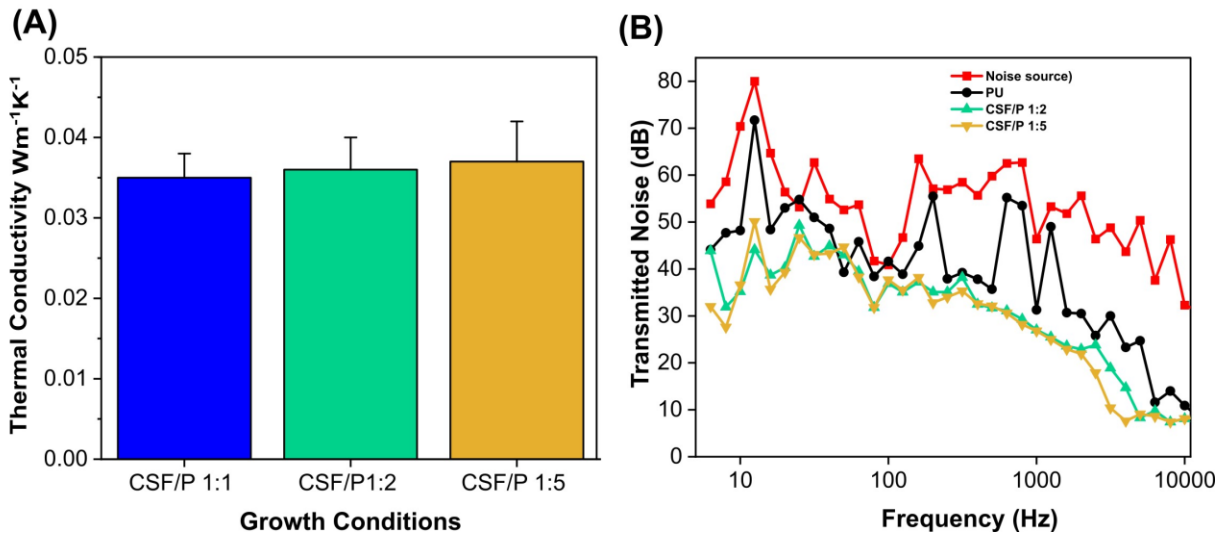 (A)
Thermal Conductivity Wm⁻¹K⁻¹
0.05
0.04
0.03
0.02
0.01
0.00
CSF/P 1:1 CSF/P1:2 CSF/P 1:5
Growth Conditions
(B)
Transmitted Noise (dB)
80
70
60
50
40
30
20
10
0
Noise source)
PU
CSF/P 1:2
CSF/P 1:5
10 100 1000 10000
Frequency (Hz)